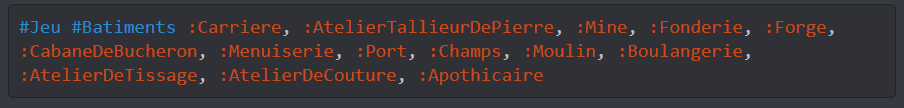 #Jeu #Batiments :Carriere, :AtelierTallieurDePierre, :Mine, :Fonderie, :Forge,
:CabaneDeBucheron, :Menuiserie, :Port, :Champs, :Moulin, :Boulangerie,
:AtelierDeTissage, :AtelierDeCouture, :Apothicaire